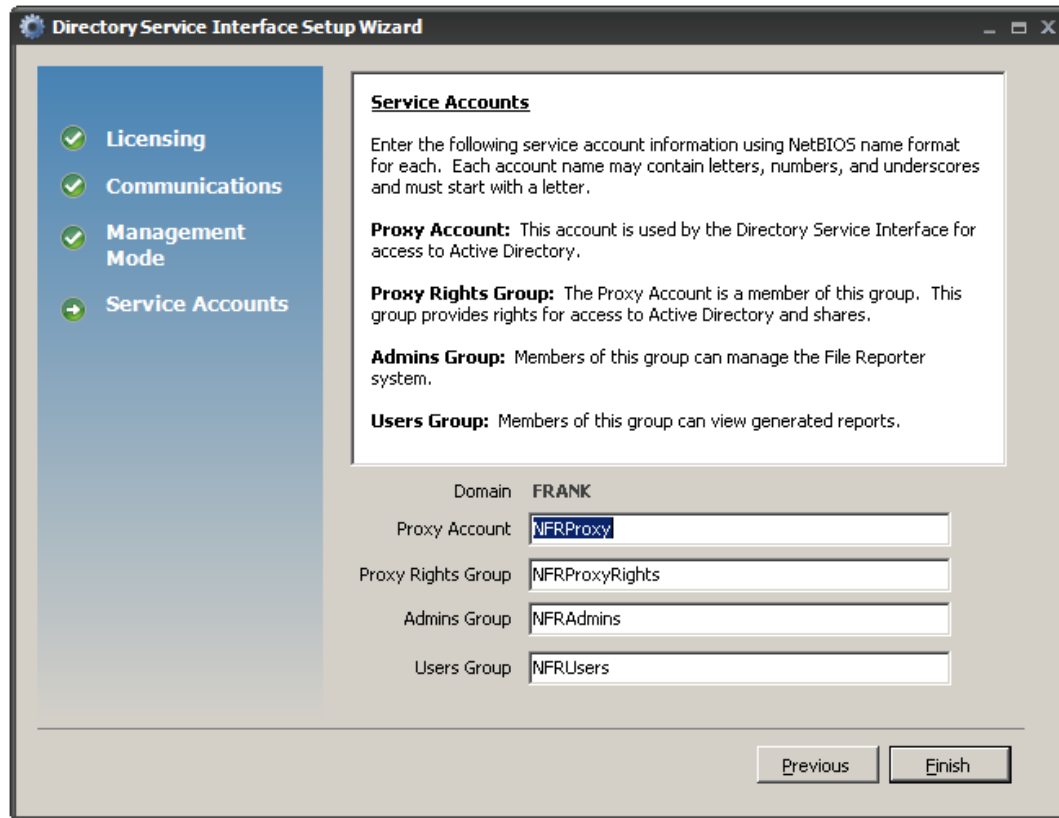 Directory Service Interface Setup Wizard
Licensing
Communications
Management
Mode
Service Accounts
Service Accounts
Enter the following service account information using NetBIOS name format
for each.  Each account name may contain letters, numbers, and underscores
and must start with a letter.
Proxy Account:  This account is used by the Directory Service Interface for
access to Active Directory.
Proxy Rights Group:  The Proxy Account is a member of this group.  This
group provides rights for access to Active Directory and shares.
Admins Group:  Members of this group can manage the File Reporter
system.
Users Group:  Members of this group can view generated reports.
Domain FRANK
Proxy Account NFRProxy
Proxy Rights Group NFRProxyRights
Admins Group NFRAdmins
Users Group NFRUsers
Previous Finish